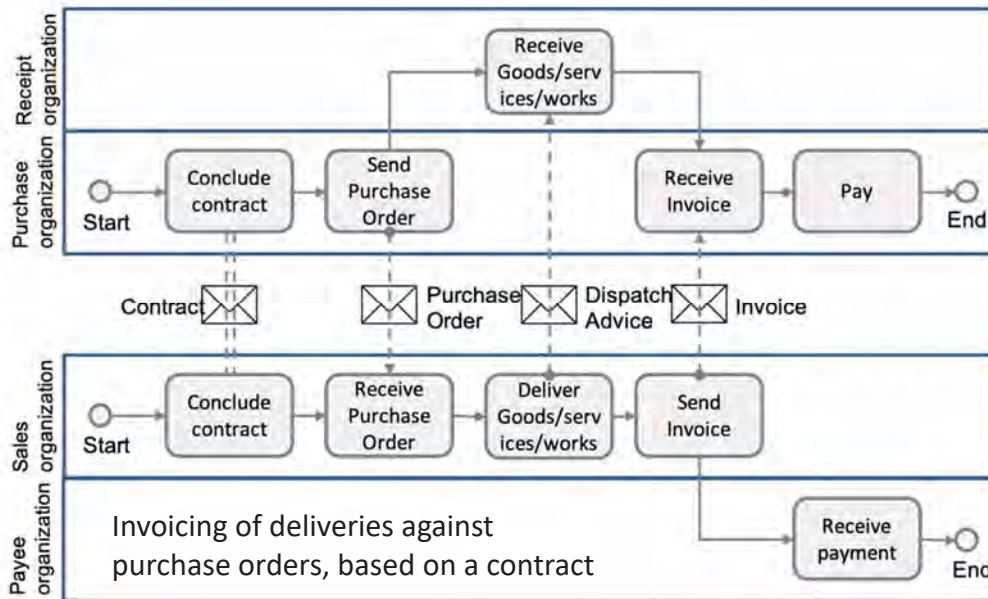 Receipt
organization
Receive
Goods/serv
ices/works
Purchase
organization
Start
Conclude
contract
Send
Purchase
Order
Receive
Invoice
Pay
End
Contract
Purchase
Order
Dispatch
Advice
Invoice
Sales
organization
Start
Conclude
contract
Receive
Purchase
Order
Deliver
Goods/serv
ices/works
Send
Invoice
Payee
organization
Invoicing of deliveries against
purchase orders, based on a contract
Receive
payment
End